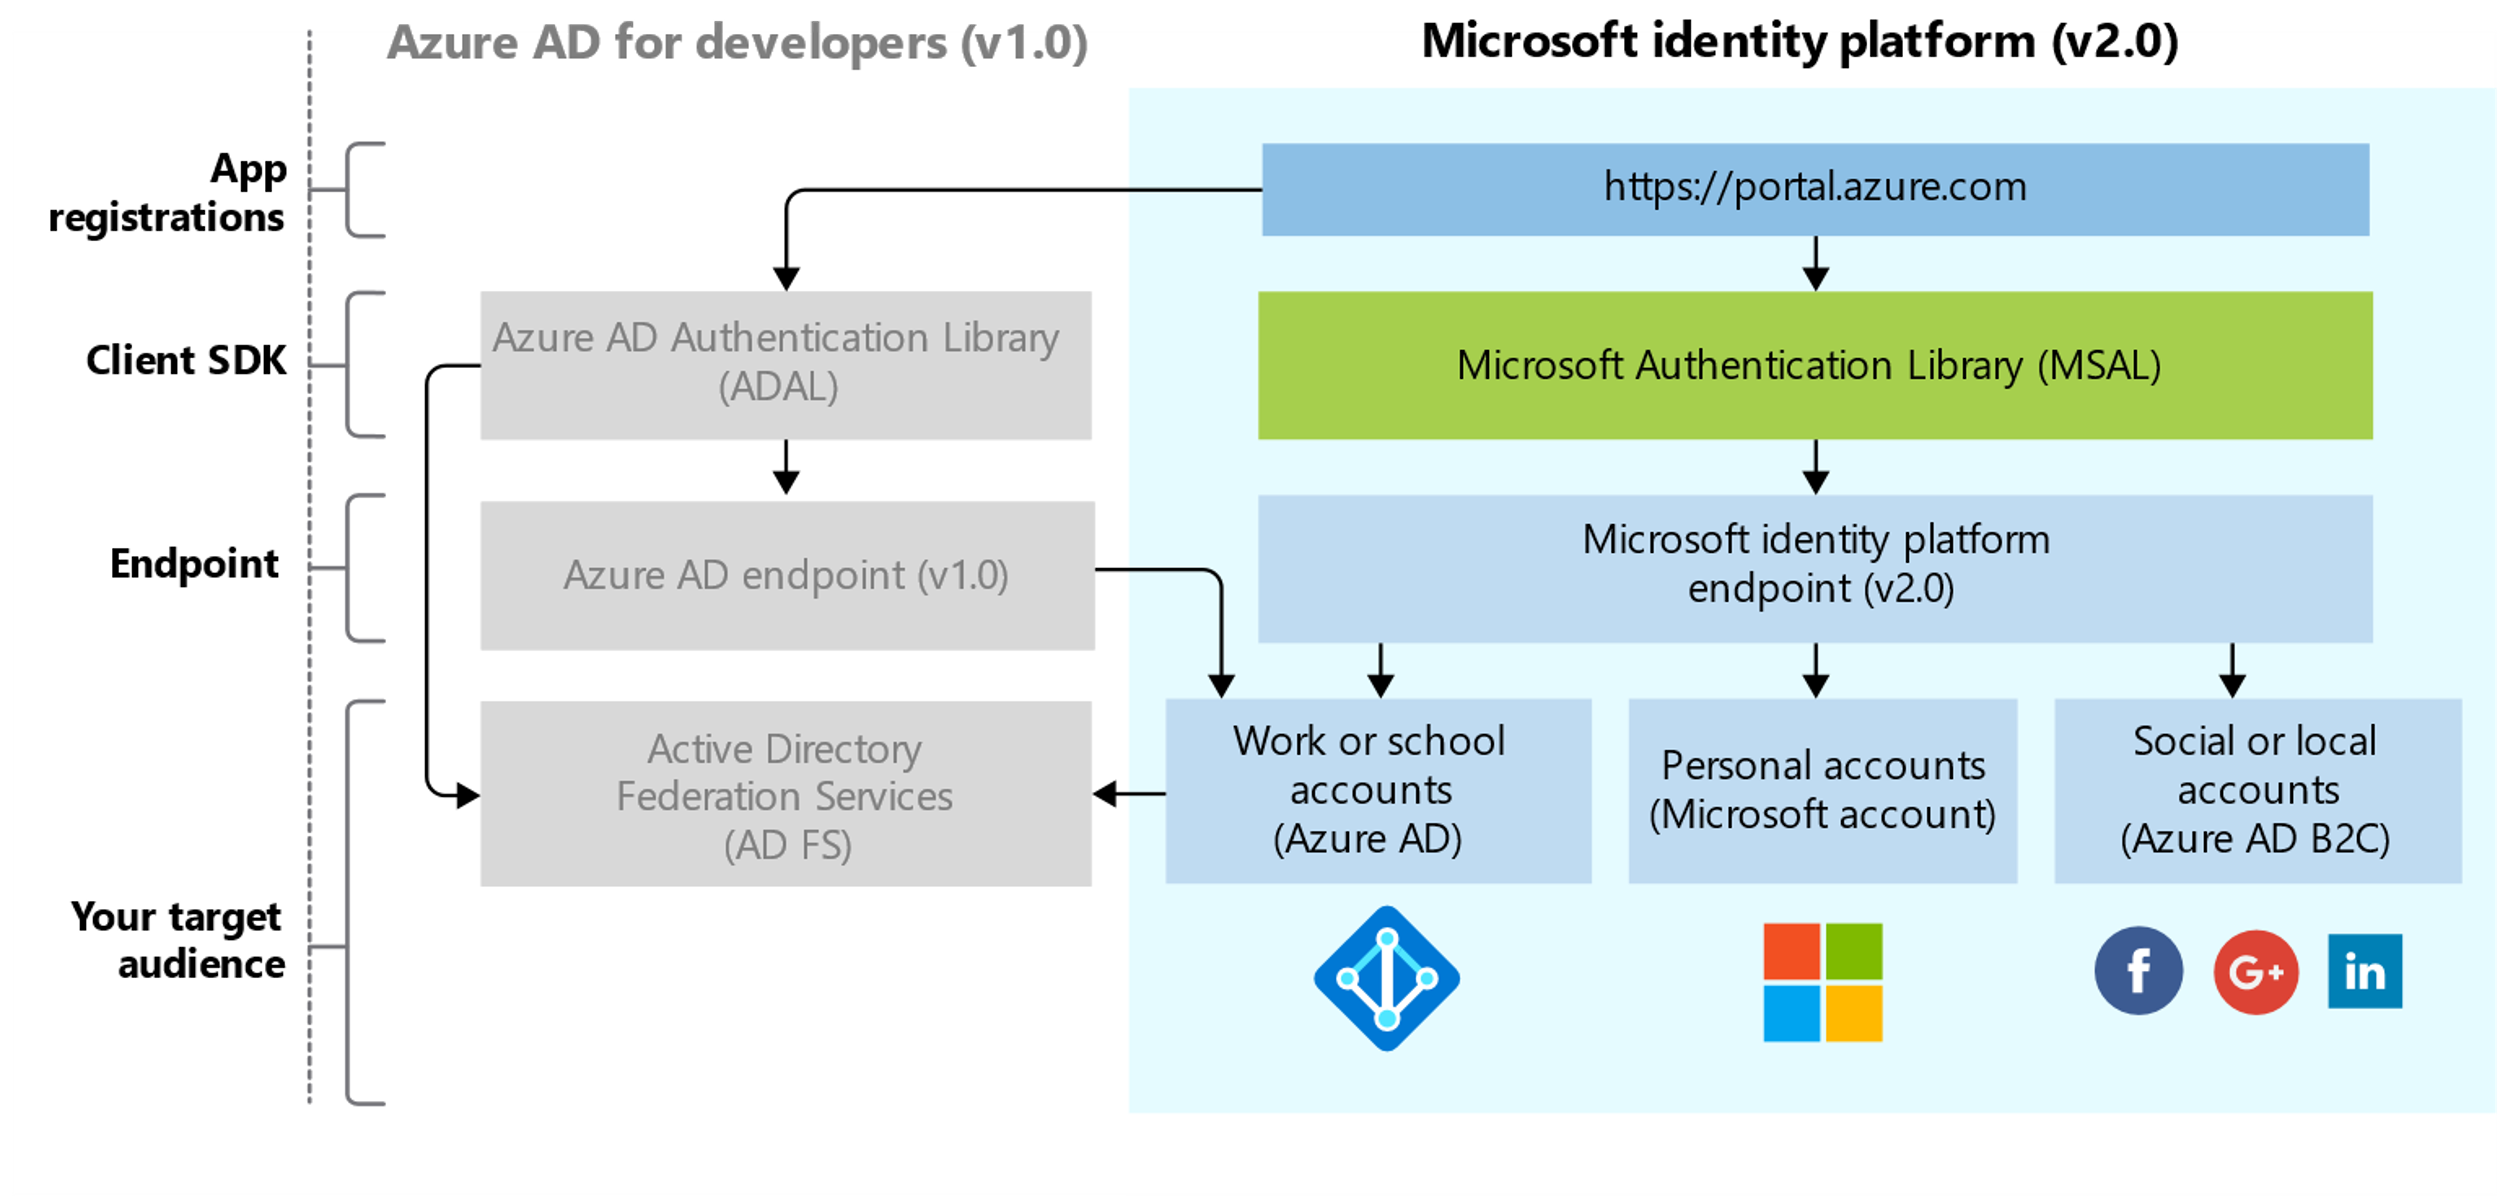 Azure AD for developers (v1.0)
Microsoft identity platform (v2.0)
App
registrations
https://portal.azure.com
Client SDK
Azure AD Authentication Library
(ADAL)
Microsoft Authentication Library (MSAL)
Endpoint
Azure AD endpoint (v1.0)
Microsoft identity platform
endpoint (v2.0)
Your target
audience
Active Directory
Federation Services
(AD FS)
Work or school
accounts
(Azure AD)
Personal accounts
(Microsoft account)
Social or local
accounts
(Azure AD B2C)
f
G+
in